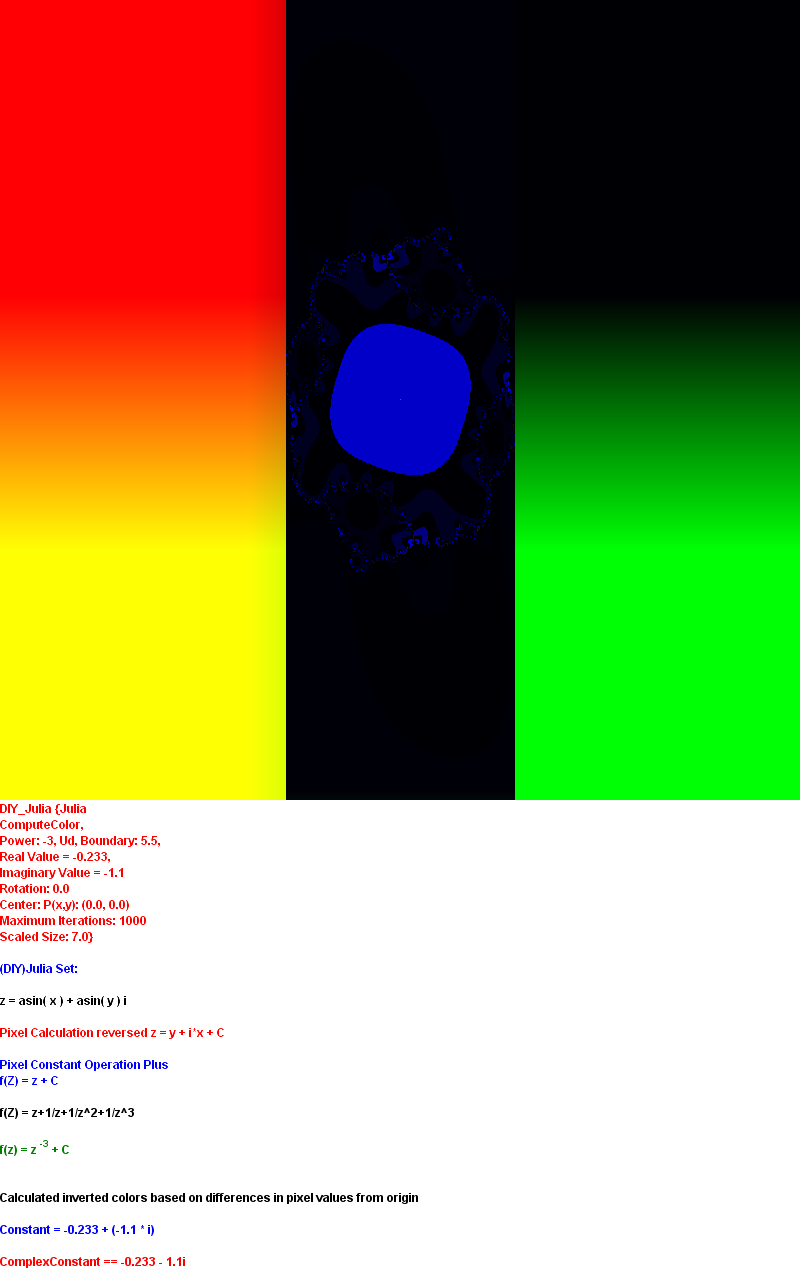 DIY_Julia {Julia
ComputeColor,
Power: -3, Ud, Boundary: 5.5,
Real Value = -0.233,
Imaginary Value = -1.1
Rotation: 0.0
Center: P(x,y): (0.0, 0.0)
Maximum Iterations: 1000
Scaled Size: 7.0}
(DIY)Julia Set:
z = asin( x ) + asin( y ) i
Pixel Calculation reversed z = y + i*x + C
Pixel Constant Operation Plus
f(Z) = z + C
f(Z) = z+1/z+1/z^2+1/z^3
f(z) = z -3 + C
Calculated inverted colors based on differences in pixel values from origin
Constant = -0.233 + (-1.1 * i)
ComplexConstant == -0.233 - 1.1i